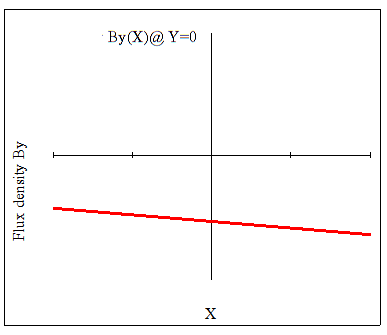 By(X)@ Y=0
Flux density By
X